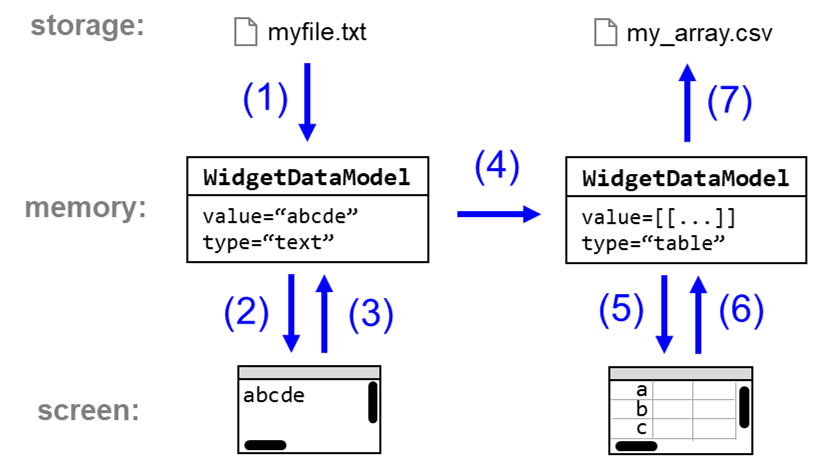 storage:
myfile.txt
my_array.csv
(1)
(7)
WidgetDataModel
(4)
WidgetDataModel
memory:
value=“abcde”
type=“text”
value=[[...]]
type=“table”
(2)
(3)
(5)
(6)
screen:
abcde
a
b
c